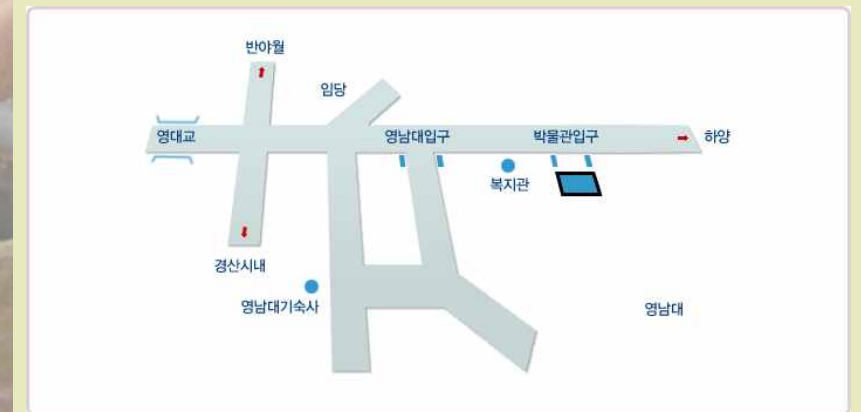 반야월
임당
영대교
영남대입구
박물관입구
하양
복지관
경산시내
영남대기숙사
영남대